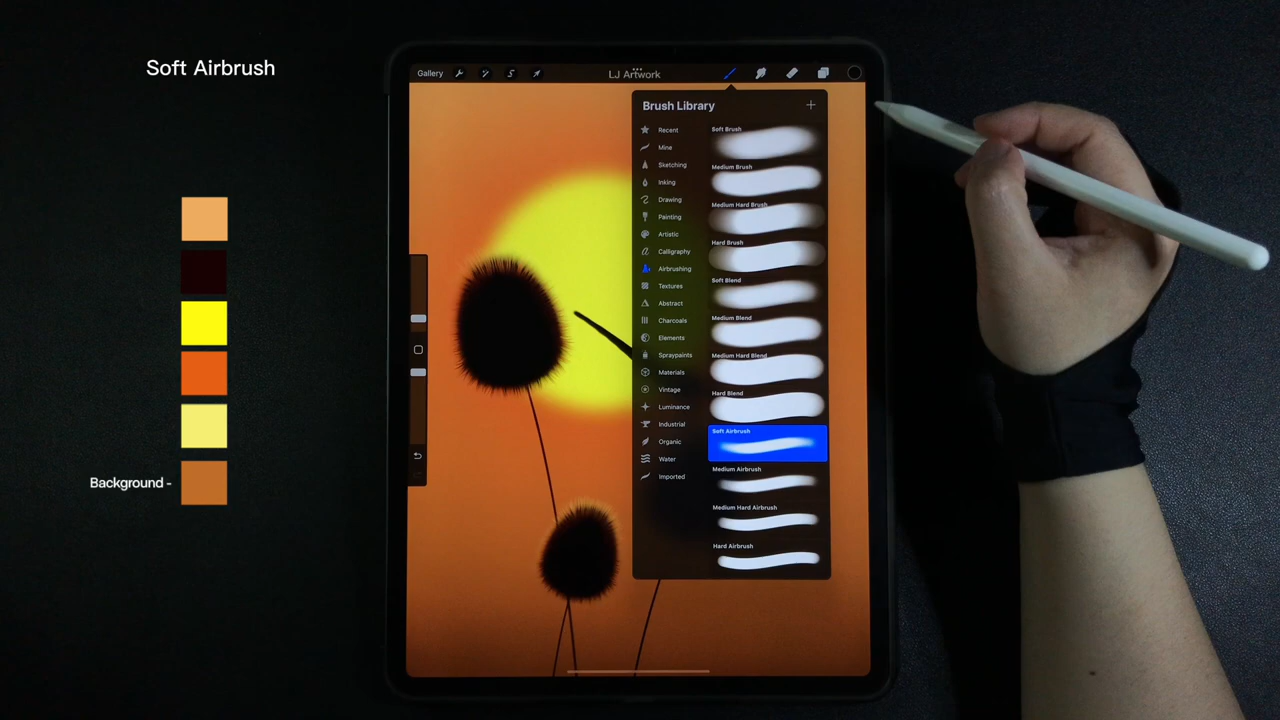 Soft Airbrush
Background -
Gallery
LJ Artwork
Brush Library
Recent
Mine
Sketching
Inking
Drawing
Painting
Artistic
Calligraphy
Airbrushing
Textures
Abstract
Charcoals
Elements
Spraypaints
Materials
Vintage
Luminance
Industrial
Organic
Water
Imported
Soft Brush
Medium Brush
Medium Hard Brush
Hard Brush
Soft Blend
Medium Blend
Medium Hard Blend
Hard Blend
Soft Airbrush
Medium Airbrush
Medium Hard Airbrush
Hard Airbrush